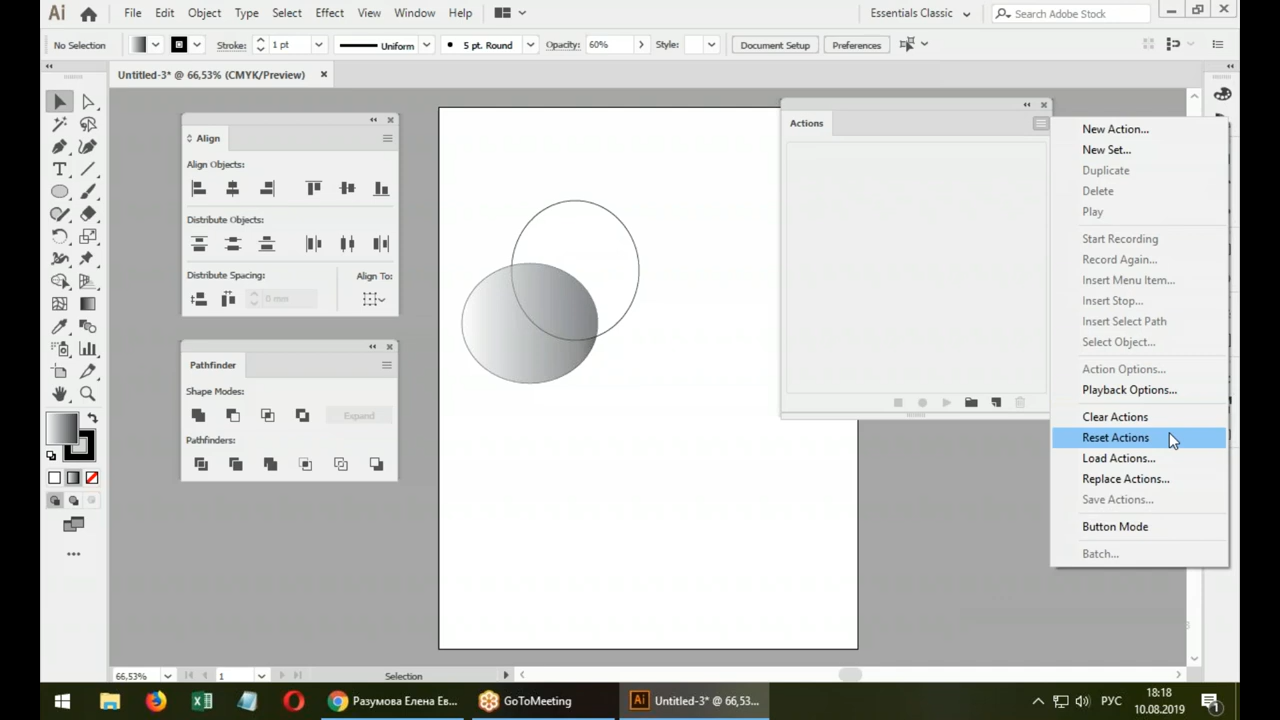 Ai File Edit Object Type Select Effect View Window Help Essentials Classic Search Adobe Stock
No Selection Stroke: 1 pt Uniform 5 pt. Round Opacity: 60% Style: Document Setup Preferences
Untitled-3* @ 66,53% (CMYK/Preview)
Align
Align Objects:
Distribute Objects:
Distribute Spacing: Align To:
0 mm
Pathfinder
Shape Modes:
Expand
Pathfinders:
Actions
New Action...
New Set...
Duplicate
Delete
Play
Start Recording
Record Again...
Insert Menu Item...
Insert Stop...
Insert Select Path
Select Object...
Action Options...
Playback Options...
Clear Actions
Reset Actions
Load Actions...
Replace Actions...
Save Actions...
Button Mode
Batch...
66,53% 1 Selection
Разумова Елена Ев... GoToMeeting Ai Untitled-3* @ 66,53... РУС 18:18
10.08.2019 1